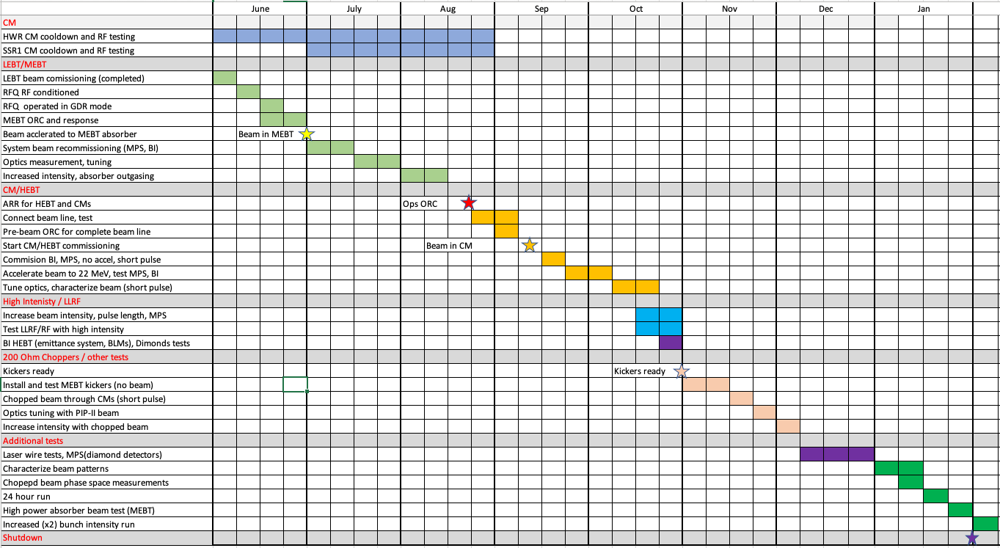 June July Aug Sep Oct Nov Dec Jan
CM
HWR CM cooldown and RF testing
SSR1 CM cooldown and RF testing
LEBT/MEBT
LEBT beam comissioning (completed)
RFQ RF conditioned
RFQ operated in GDR mode
MEBT ORC and response
Beam acclerated to MEBT absorber Beam in MEBT
System beam recommissioning (MPS, BI)
Optics measurement, tuning
Increased intensity, absorber outgasing
CM/HEBT
ARR for HEBT and CMs Ops ORC
Connect beam line, test
Pre-beam ORC for complete beam line
Start CM/HEBT commissioning Beam in CM
Commision BI, MPS, no accel, short pulse
Accelerate beam to 22 MeV, test MPS, BI
Tune optics, characterize beam (short pulse)
High Intenisty / LLRF
Increase beam intensity, pulse length, MPS
Test LLRF/RF with high intensity
BI HEBT (emittance system, BLMs), Dimonds tests
200 Ohm Choppers / other tests
Kickers ready Kickers ready
Install and test MEBT kickers (no beam)
Chopped beam through CMs (short pulse)
Optics tuning with PIP-II beam
Increase intensity with chopped beam
Additional tests
Laser wire tests, MPS(diamond detectors)
Characterize beam patterns
Chopepd beam phase space measurements
24 hour run
High power absorber beam test (MEBT)
Increased (x2) bunch intensity run
Shutdown